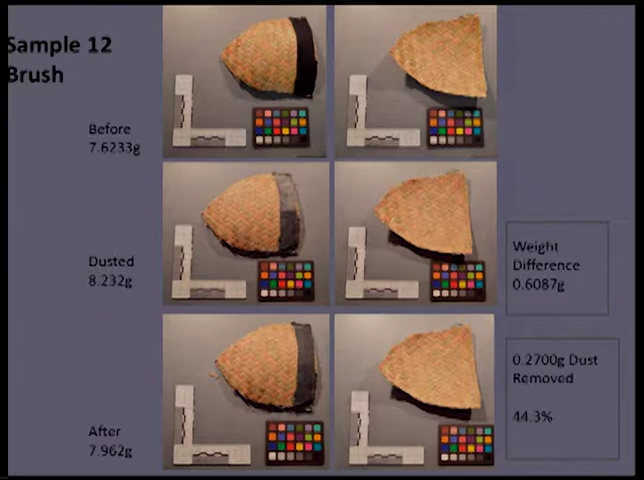 Sample 12
Brush
Before
7.6233g
Dusted
8.232g
Weight
Difference
0.6087g
0.2700g Dust
Removed
44.3%
After
7.962g